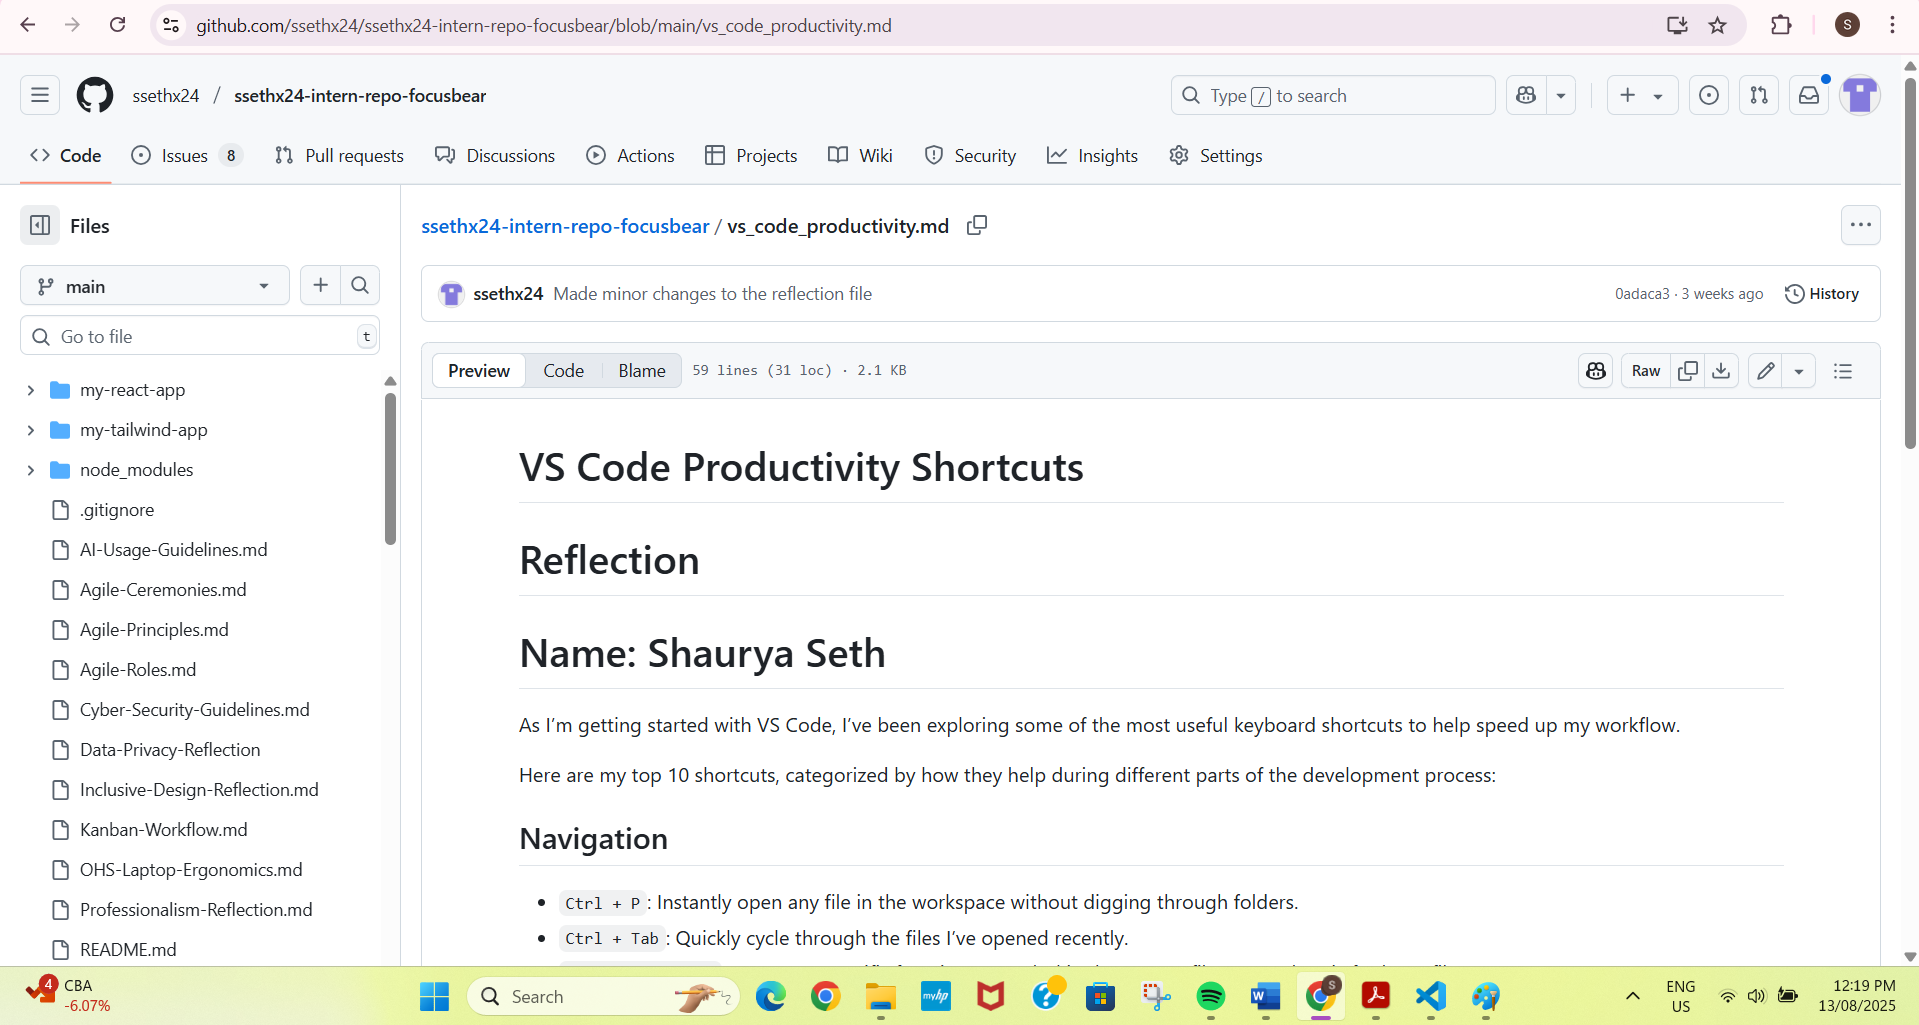 github.com/ssethx24/ssethx24-intern-repo-focusbear/blob/main/vs_code_productivity.md
S
ssethx24 / ssethx24-intern-repo-focusbear
Type / to search
Code
Issues 8
Pull requests
Discussions
Actions
Projects
Wiki
Security
Insights
Settings
Files
main
Go to file
t
my-react-app
my-tailwind-app
node_modules
.gitignore
AI-Usage-Guidelines.md
Agile-Ceremonies.md
Agile-Principles.md
Agile-Roles.md
Cyber-Security-Guidelines.md
Data-Privacy-Reflection
Inclusive-Design-Reflection.md
Kanban-Workflow.md
OHS-Laptop-Ergonomics.md
Professionalism-Reflection.md
README.md
ssethx24-intern-repo-focusbear / vs_code_productivity.md
ssethx24 Made minor changes to the reflection file
0adaca3 · 3 weeks ago
History
Preview Code Blame
59 lines (31 loc) · 2.1 KB
Raw
VS Code Productivity Shortcuts
Reflection
Name: Shaurya Seth
As I’m getting started with VS Code, I’ve been exploring some of the most useful keyboard shortcuts to help speed up my workflow.
Here are my top 10 shortcuts, categorized by how they help during different parts of the development process:
Navigation
Ctrl + P : Instantly open any file in the workspace without digging through folders.
Ctrl + Tab : Quickly cycle through the files I’ve opened recently.
4
CBA
-6.07%
Search
myhp
?
W
S
ENG
US
12:19 PM
13/08/2025